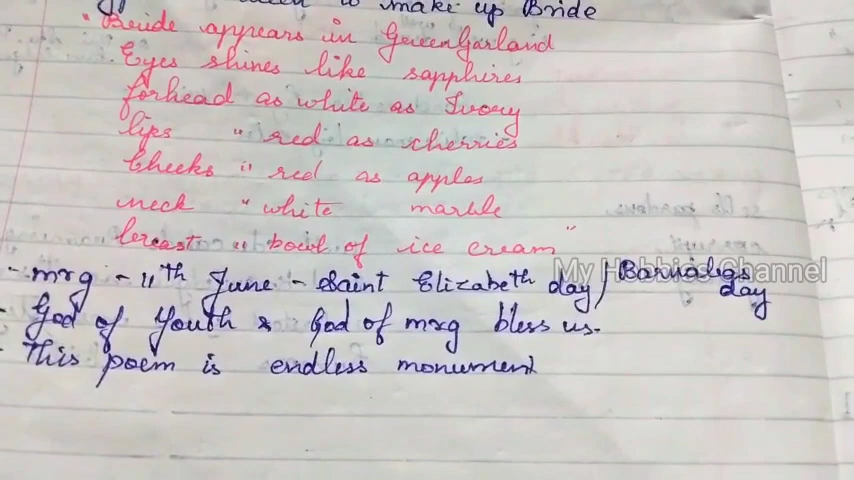 to make up Bride
" Bride appears in GreenGarland
Eyes shines like sapphires
forhead as white as Ivory
lips " red as cherries
Cheeks " red as apples
neck " white marble
breast " bowl of ice cream "
- mrg - 11th June - Saint Elizabeth day / Barnabas day
- God of Youth & God of mrg bless us.
- This poem is endless monument
My Hobbies Channel